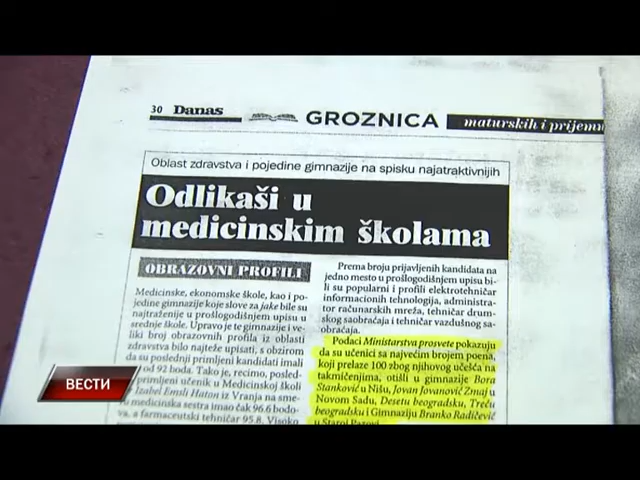 30 Danas
GROZNICA
maturskih i prijemn
Oblast zdravstva i pojedine gimnazije na spisku najatraktivnijih
Odlikaši u
medicinskim školama
OBRAZOVNI PROFILI
Medicinske, ekonomske škole, kao i po-
jedine gimnazije koje slove za jake bili su
najtraženije u prošlogodišnjem upisu u
srednje škole. Upravo je te gimnazije i ve-
liki broj obrazovnih profila iz oblasti
zdravstva bilo najteže upisati, s obzirom
da su poslednji primljeni kandidati imali
od 92 boda. Tako je, recimo, posled-
primljeni učenik u Medicinskoj školi
Izabel Emsli Haton iz Vranja na sme-
medicinska sestra imao čak 96.6 bodo-
va, a farmaceutski tehničar 95.8. Visoko
Prema broju prijavljenih kandidata na
jedno mesto u prošlogodišnjem upisu bi-
li su popularni i profili elektrotehničar
informacionih tehnologija, administra-
tor računarskih mreža, tehničar drum-
skog saobraćaja i tehničar vazdušnog sa-
obraćaja.
Podaci Ministarstva prosvete pokazuju
da su učenici sa najvećim brojem poena,
koji prelaze 100 zbog njihovog učešća na
takmičenjima, otišli u gimnazije Bora
Stanković u Nišu, Jovan Jovanović Zmaj u
Novom Sadu, Desetu beogradsku, Treću
beogradsku i Gimnaziju Branko Radičević
u Staroj Pazovi
ВЕСТИ